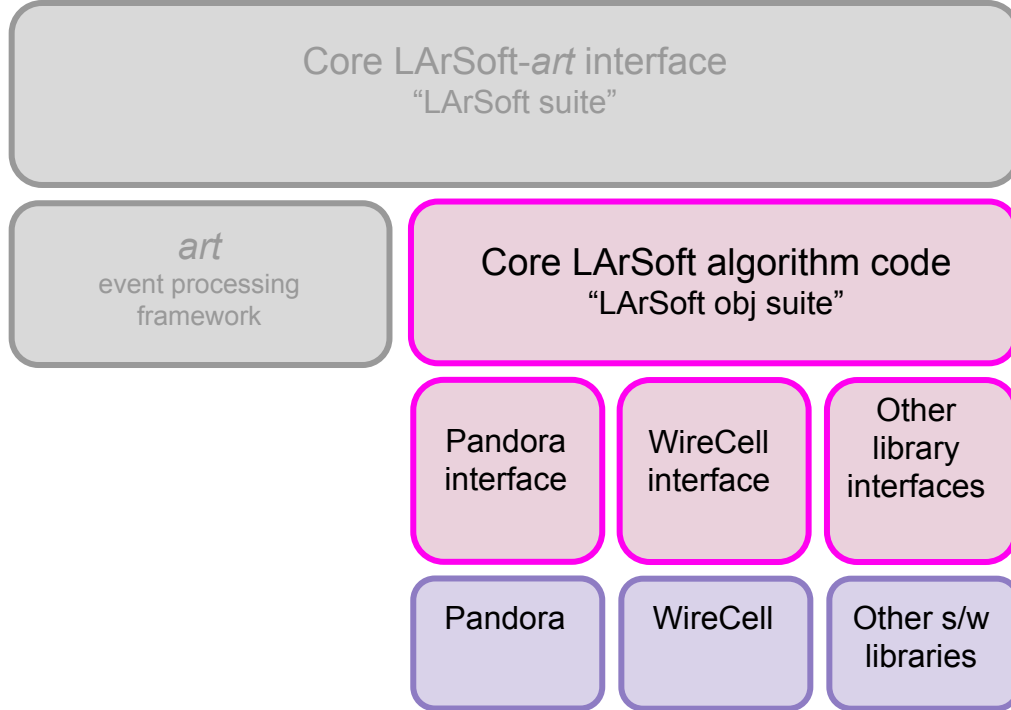 Core LArSoft-art interface
“LArSoft suite”
art
event processing
framework
Core LArSoft algorithm code
“LArSoft obj suite”
Pandora
interface
WireCell
interface
Other
library
interfaces
Pandora
WireCell
Other s/w
libraries